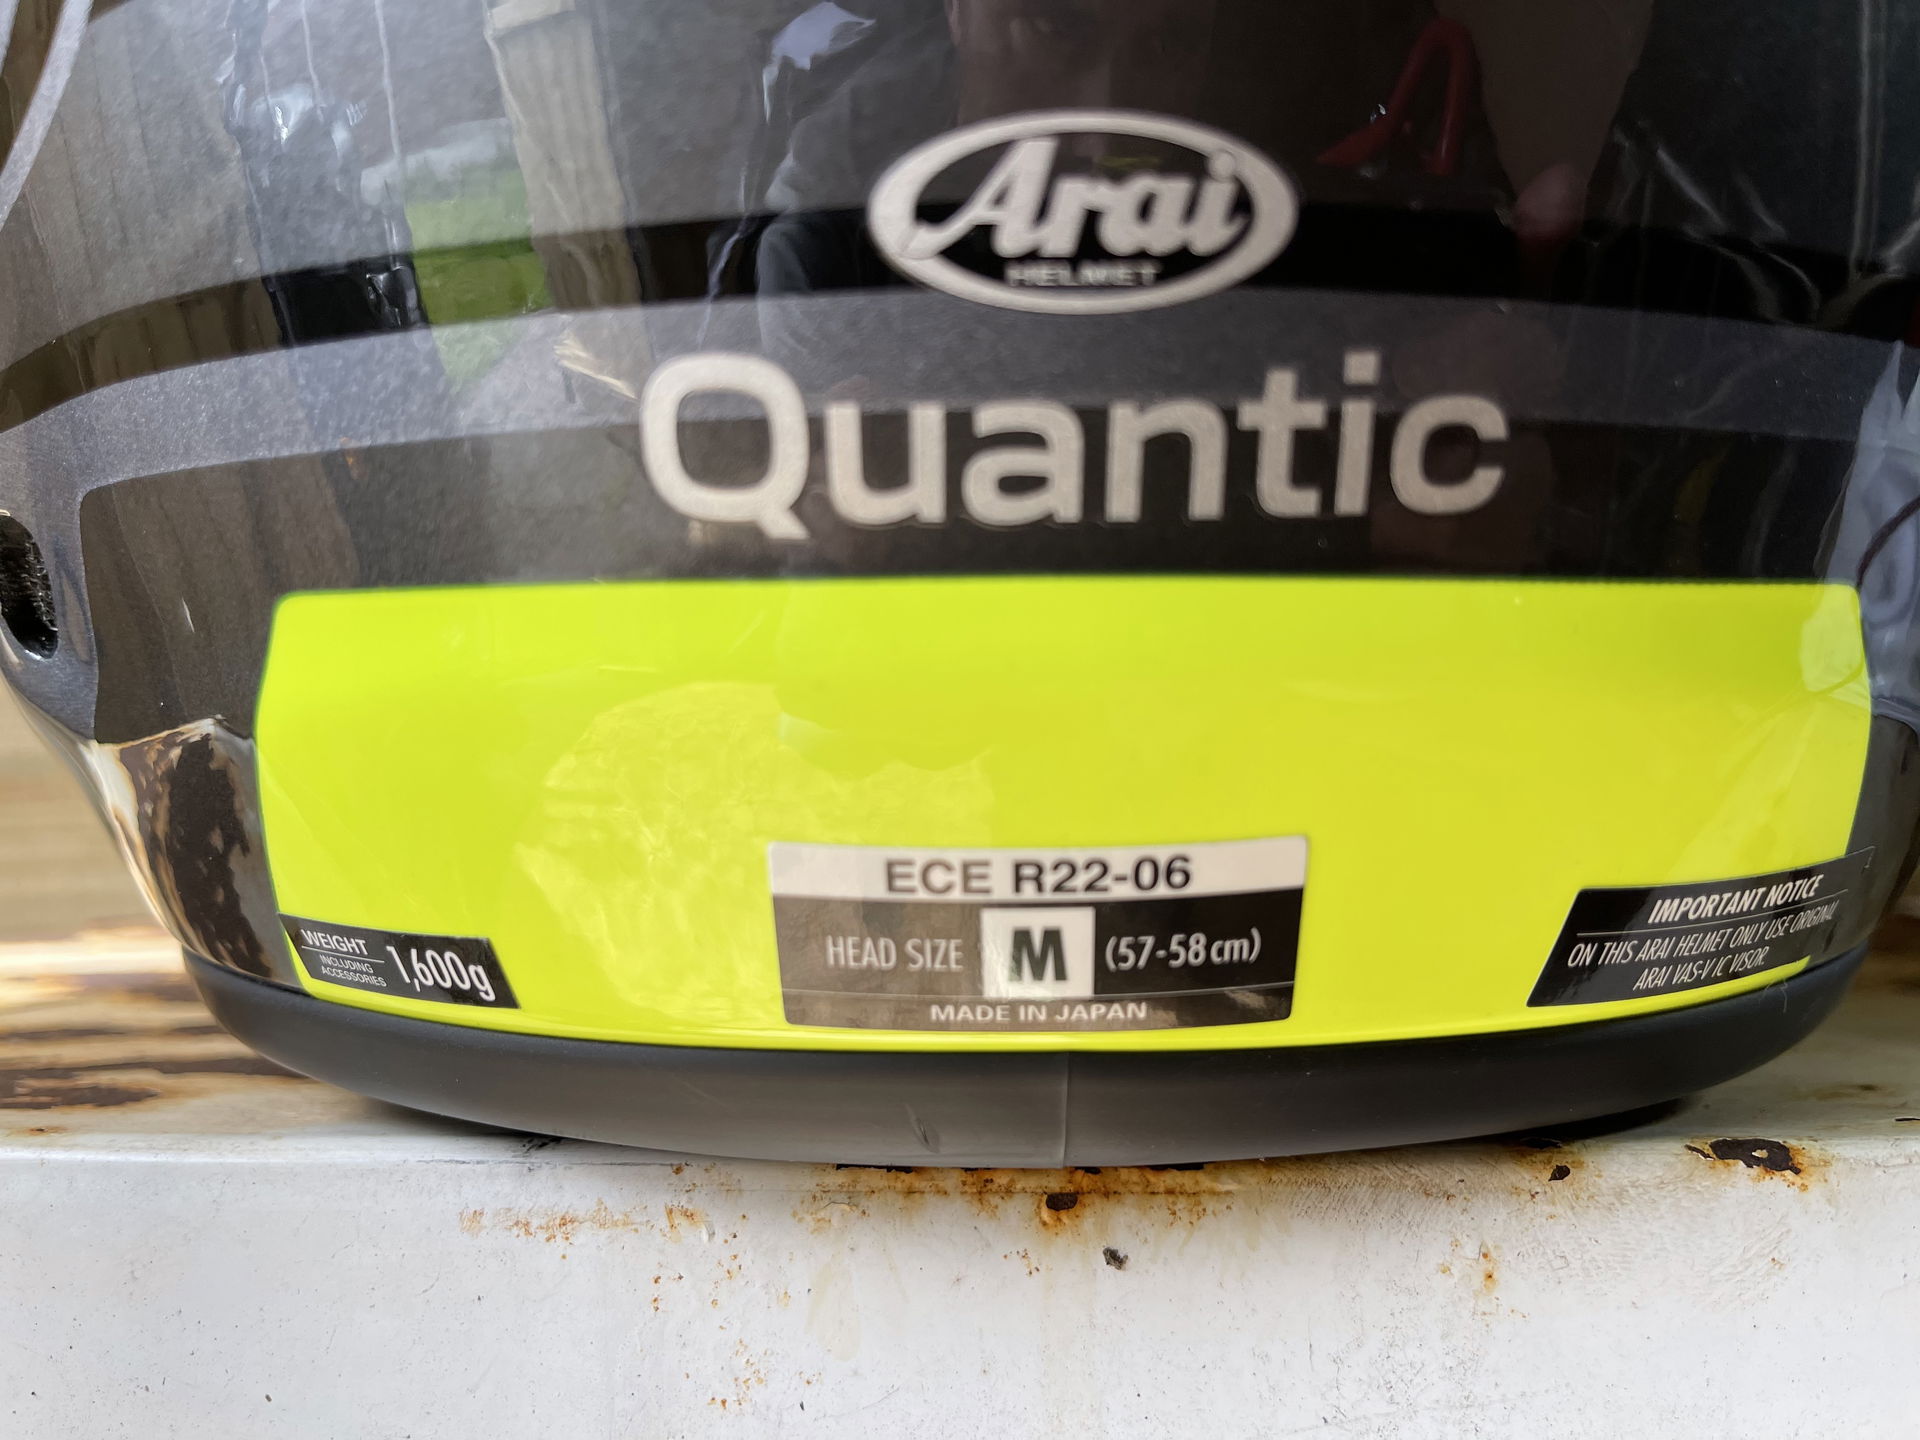 Arai
HELMET
Quantic
ECE R22-06
HEAD SIZE M (57-58cm)
MADE IN JAPAN
WEIGHT
INCLUDING
ACCESSORIES
1,600g
IMPORTANT NOTICE
ON THIS ARAI HELMET ONLY USE ORIGINAL
ARAI VAS-V IC VISOR.